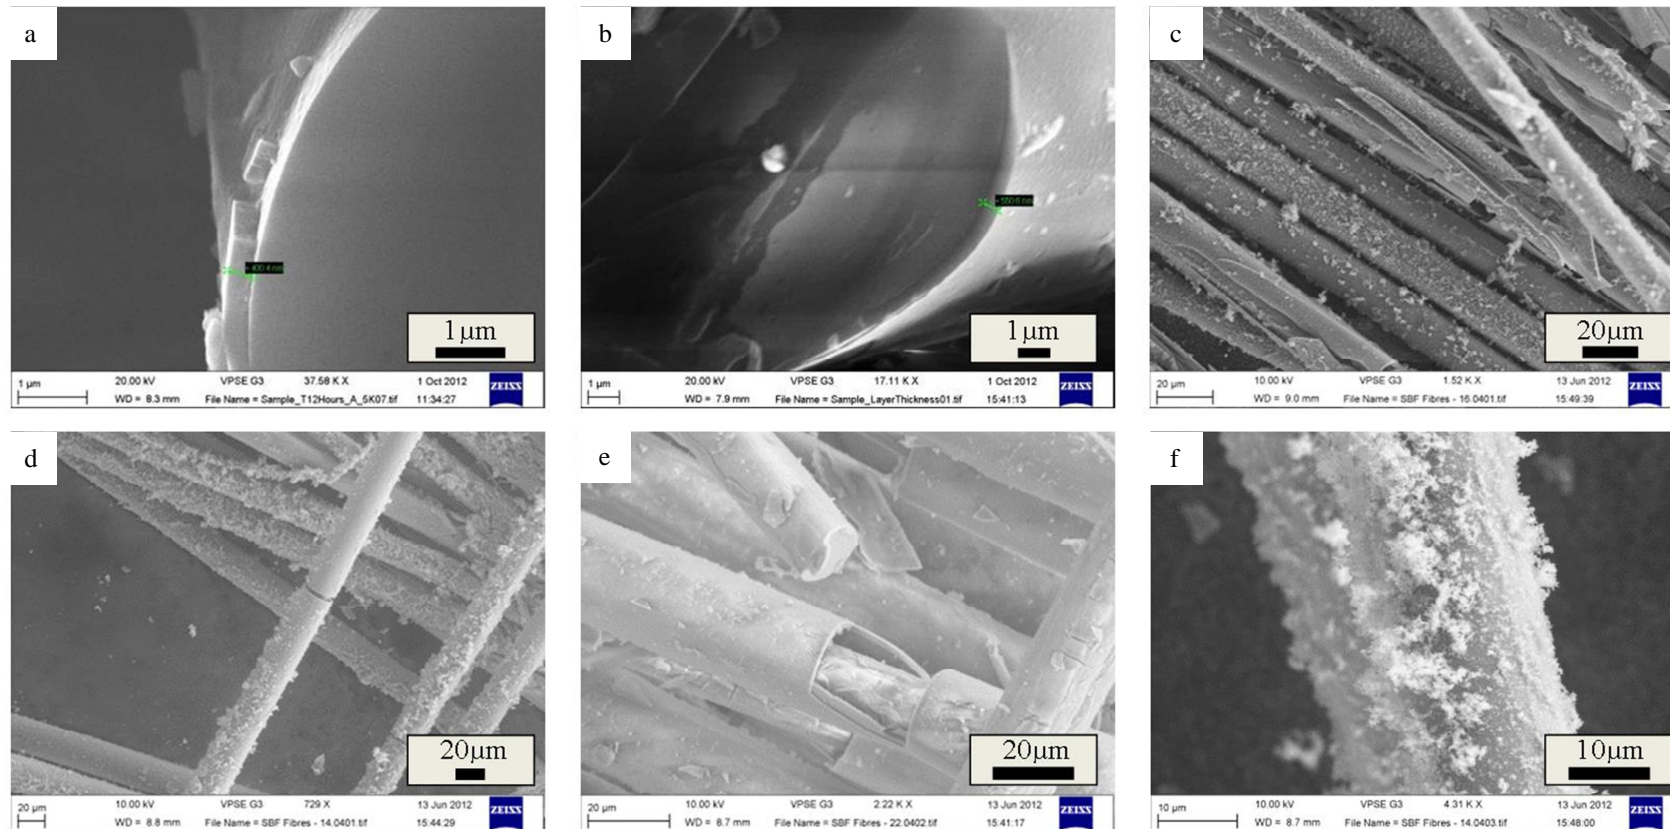 a
= 400.4 nm
1µm
1 µm 20.00 kV VPSE G3 37.58 K X 1 Oct 2012 ZEISS
WD = 8.3 mm File Name = Sample_T12Hours_A_5K07.tif 11:34:27
b
1µm
1 µm 20.00 kV VPSE G3 17.11 K X 1 Oct 2012 ZEISS
WD = 7.9 mm File Name = Sample_LayerThickness01.tif 15:41:13
c
20µm
20 µm 10.00 kV VPSE G3 1.52 K X 13 Jun 2012 ZEISS
WD = 9.0 mm File Name = SBF Fibres - 16.0401.tif 15:49:39
d
20µm
20 µm 10.00 kV VPSE G3 729 X 13 Jun 2012 ZEISS
WD = 8.8 mm File Name = SBF Fibres - 14.0401.tif 15:44:29
e
20µm
20 µm 10.00 kV VPSE G3 2.22 K X 13 Jun 2012 ZEISS
WD = 8.7 mm File Name = SBF Fibres - 22.0402.tif 15:41:17
f
10µm
10 µm 10.00 kV VPSE G3 4.31 K X 13 Jun 2012 ZEISS
WD = 8.7 mm File Name = SBF Fibres - 14.0403.tif 15:48:00